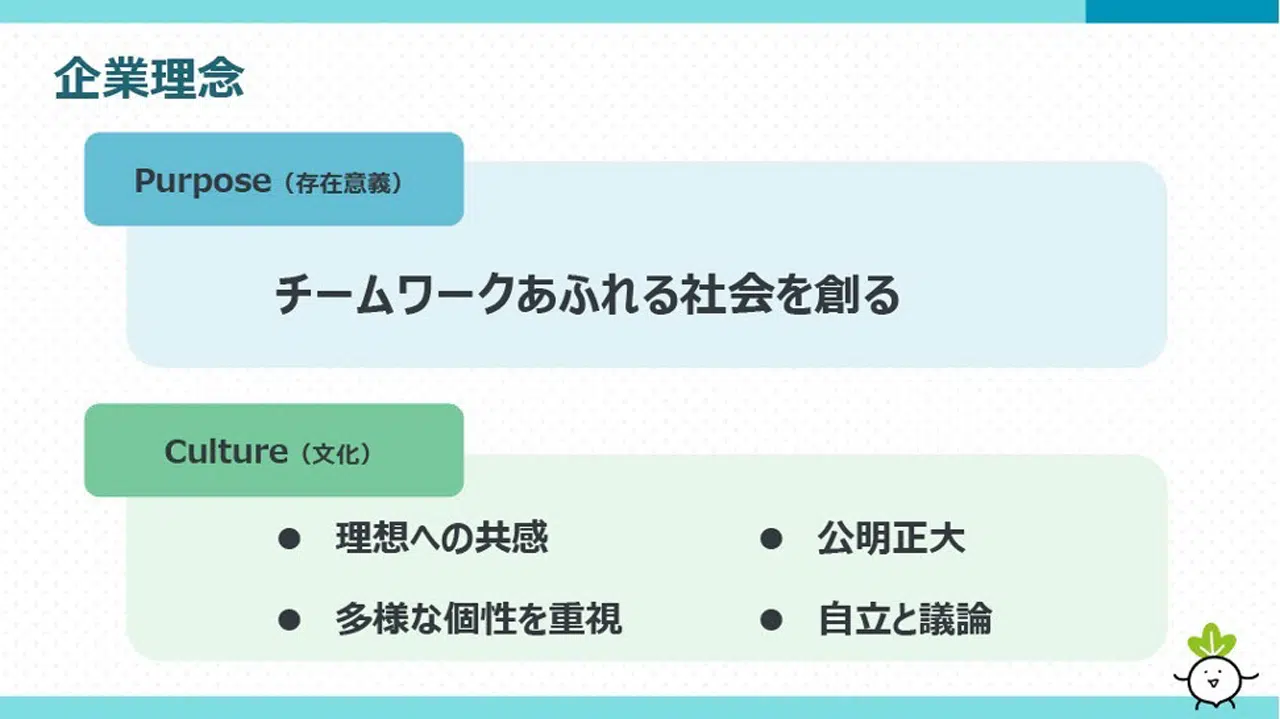 企業理念
Purpose（存在意義）
チームワークあふれる社会を創る
Culture（文化）
● 理想への共感
● 公明正大
● 多様な個性を重視
● 自立と議論